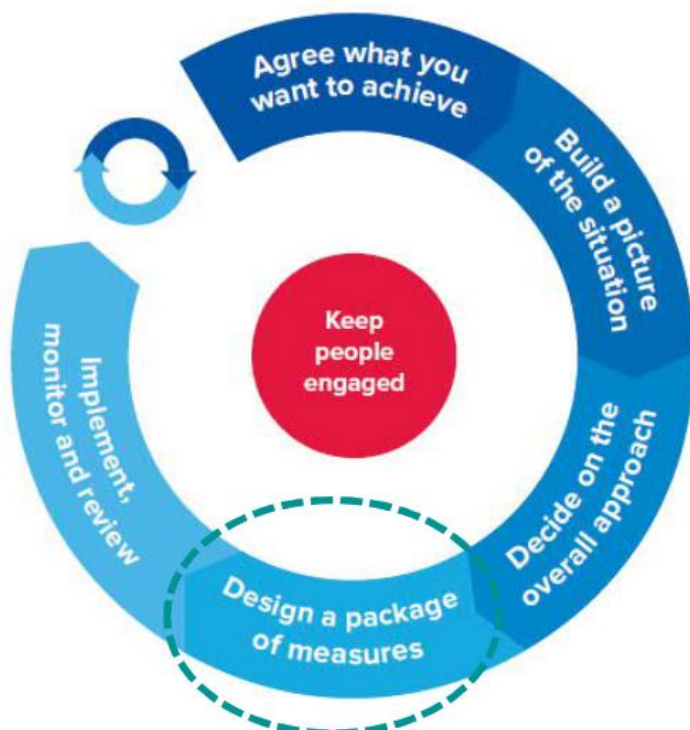 Agree what you
want to achieve
Build a picture
of the situation
Decide on the
overall approach
Design a package
of measures
Implement,
monitor and review
Keep
people
engaged